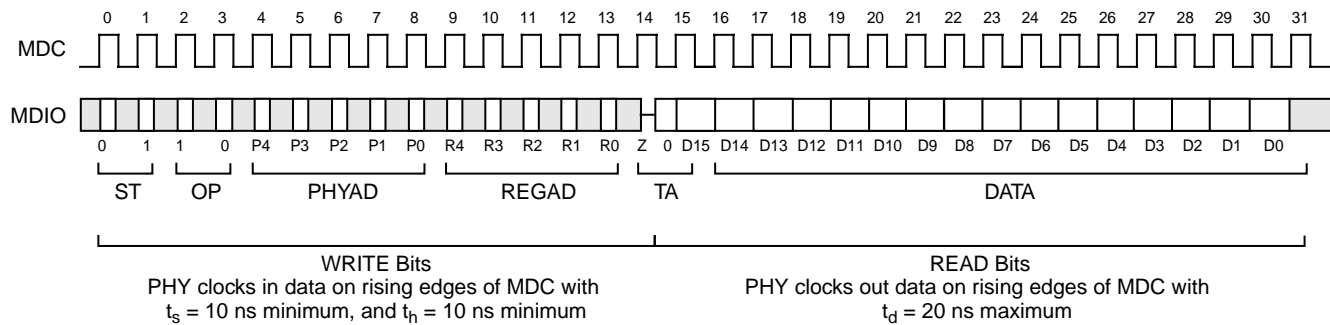 0 1 2 3 4 5 6 7 8 9 10 11 12 13 14 15 16 17 18 19 20 21 22 23 24 25 26 27 28 29 30 31
MDC
MDIO
0 1 1 0 P4 P3 P2 P1 P0 R4 R3 R2 R1 R0 Z 0 D15 D14 D13 D12 D11 D10 D9 D8 D7 D6 D5 D4 D3 D2 D1 D0
ST OP PHYAD REGAD TA DATA
WRITE Bits
PHY clocks in data on rising edges of MDC with
ts = 10 ns minimum, and th = 10 ns minimum
READ Bits
PHY clocks out data on rising edges of MDC with
td = 20 ns maximum